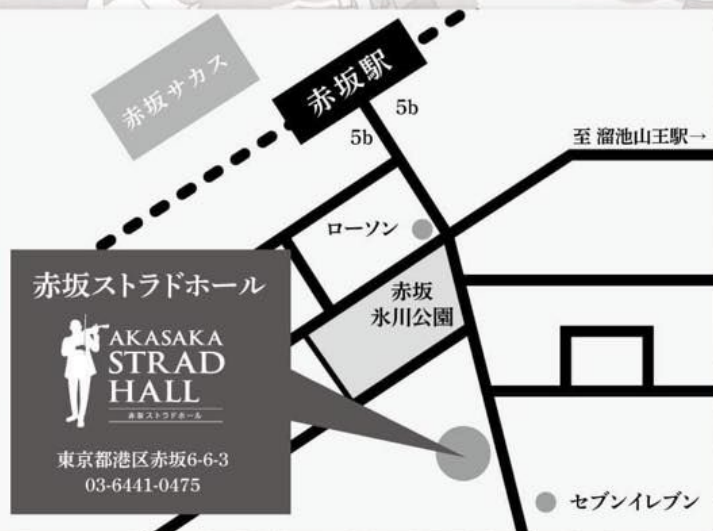 赤坂サカス
赤坂駅
5b
5b
至 溜池山王駅→
ローソン
赤坂
氷川公園
赤坂ストラドホール
AKASAKA
STRAD
HALL
赤坂ストラドホール
東京都港区赤坂6-6-3
03-6441-0475
セブンイレブン